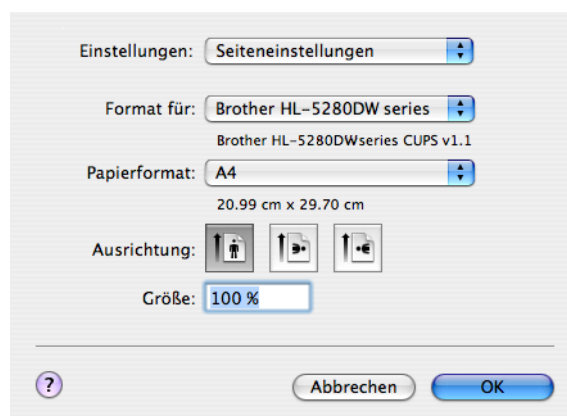 Einstellungen: Seiteneinstellungen
Format für: Brother HL-5280DW series
Brother HL-5280DWseries CUPS v1.1
Papierformat: A4
20.99 cm x 29.70 cm
Ausrichtung:
Größe: 100 %
? Abbrechen OK